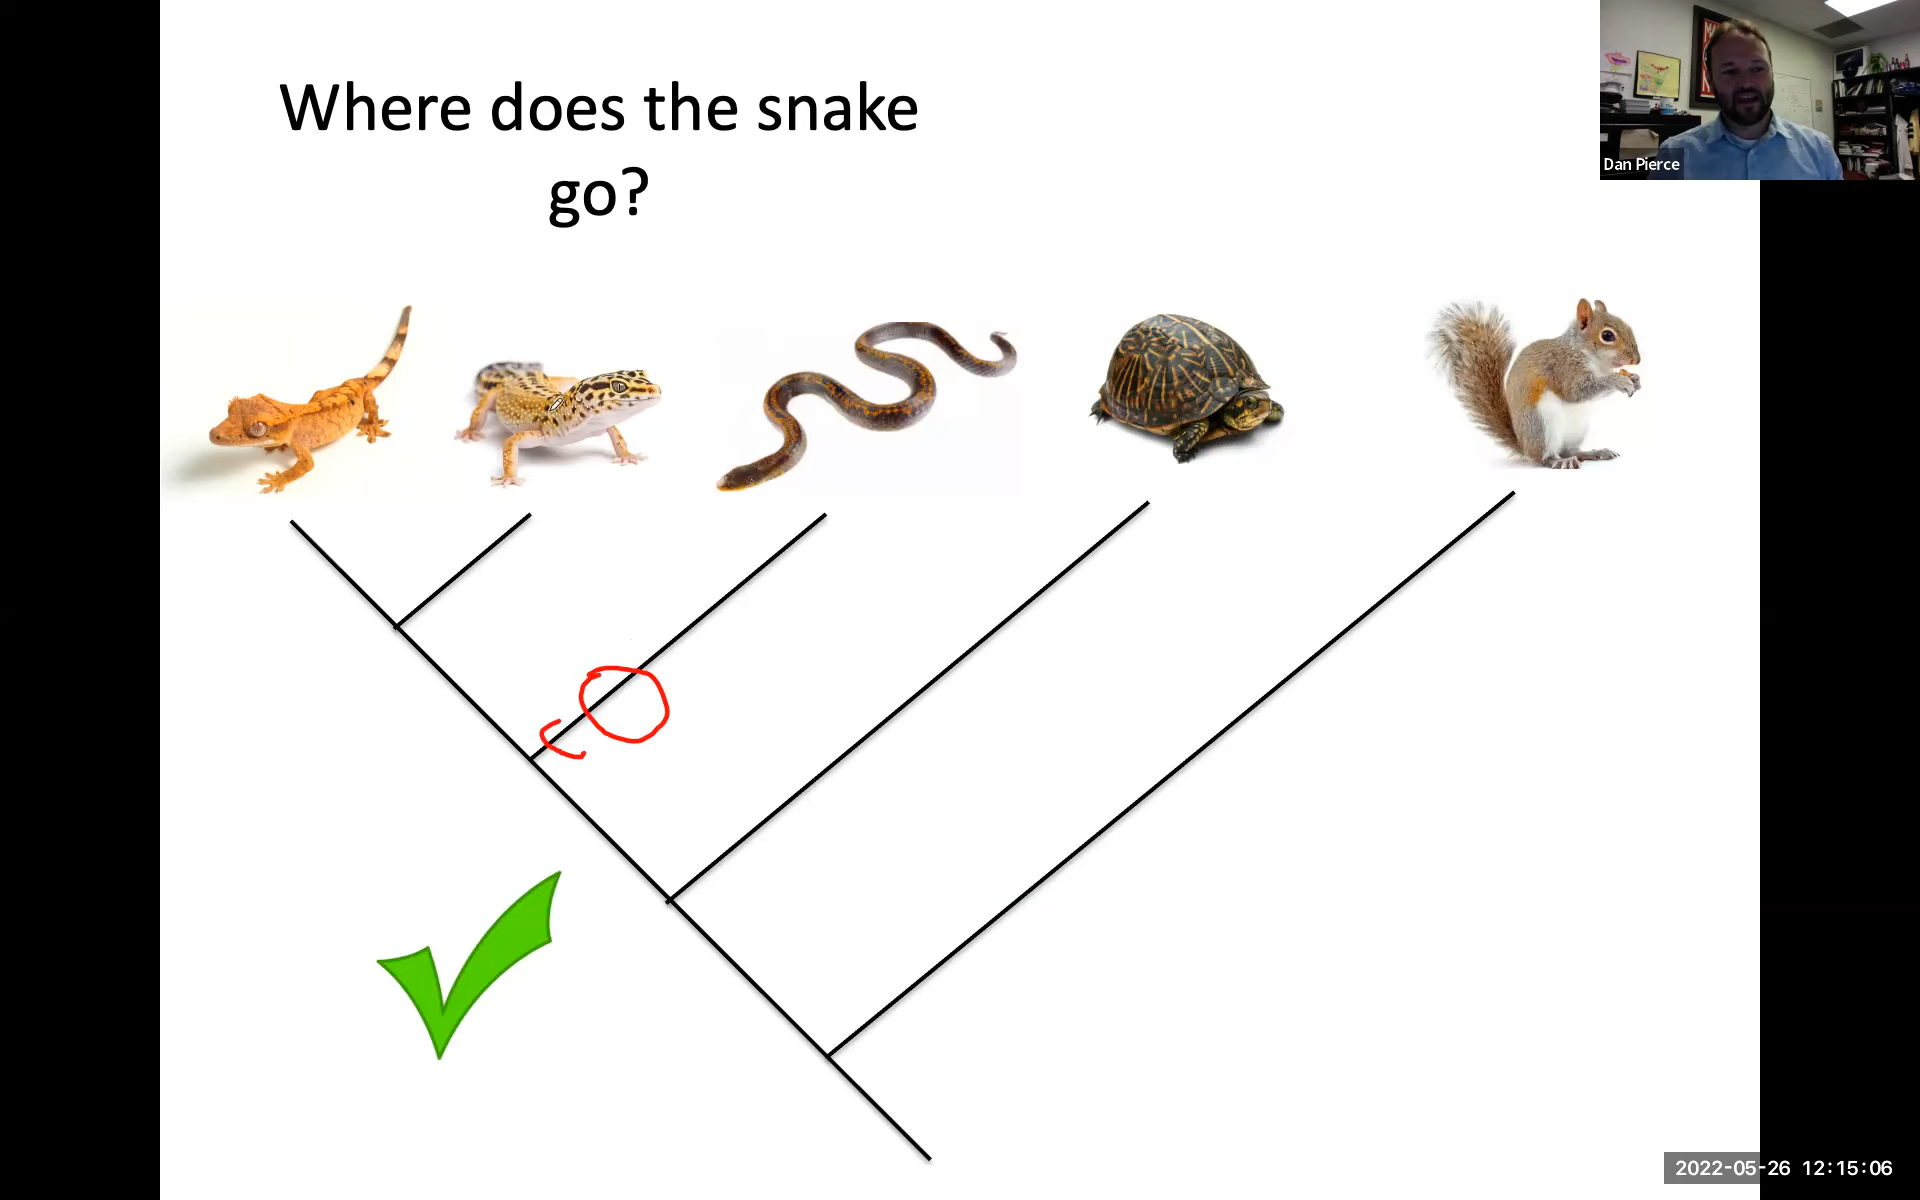 Where does the snake
go?
Dan Pierce
2022-05-26 12:15:06